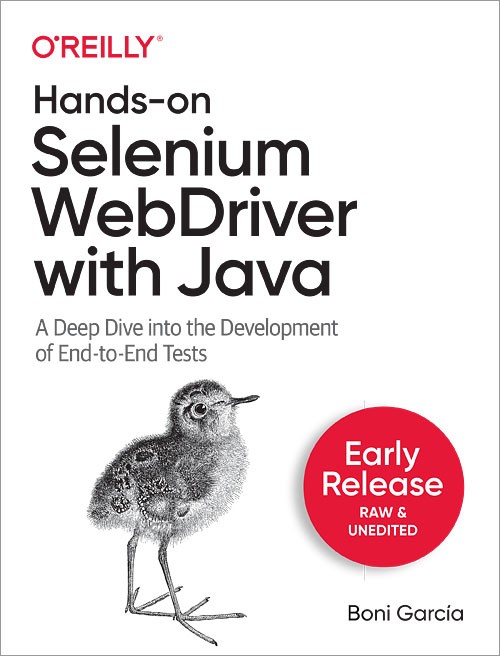 O'REILLY®
Hands-on
Selenium
WebDriver
with Java
A Deep Dive into the Development
of End-to-End Tests
Early
Release
RAW &
UNEDITED
Boni García